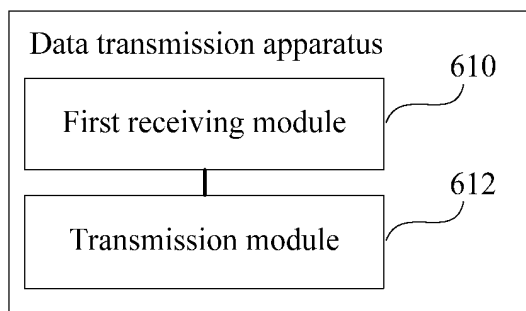 Data transmission apparatus
610
First receiving module
612
Transmission module